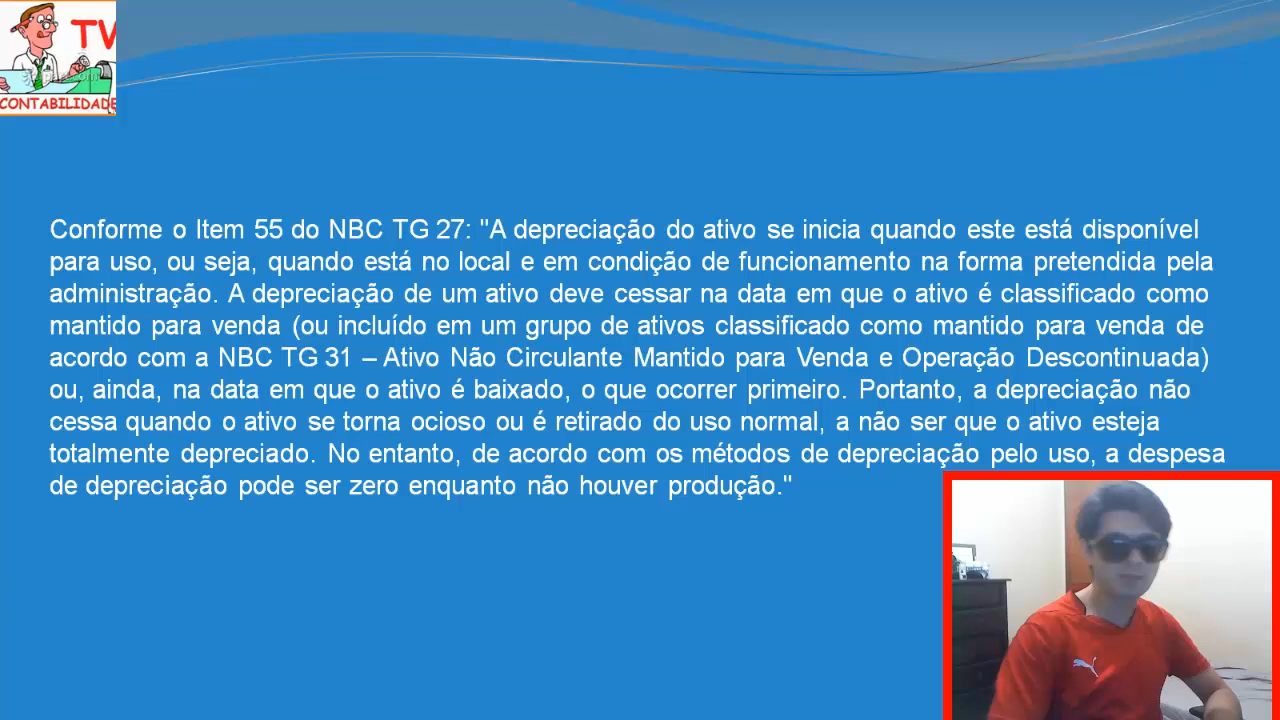 TV
CONTABILIDADE
Conforme o Item 55 do NBC TG 27: "A depreciação do ativo se inicia quando este está disponível
para uso, ou seja, quando está no local e em condição de funcionamento na forma pretendida pela
administração. A depreciação de um ativo deve cessar na data em que o ativo é classificado como
mantido para venda (ou incluído em um grupo de ativos classificado como mantido para venda de
acordo com a NBC TG 31 – Ativo Não Circulante Mantido para Venda e Operação Descontinuada)
ou, ainda, na data em que o ativo é baixado, o que ocorrer primeiro. Portanto, a depreciação não
cessa quando o ativo se torna ocioso ou é retirado do uso normal, a não ser que o ativo esteja
totalmente depreciado. No entanto, de acordo com os métodos de depreciação pelo uso, a despesa
de depreciação pode ser zero enquanto não houver produção."